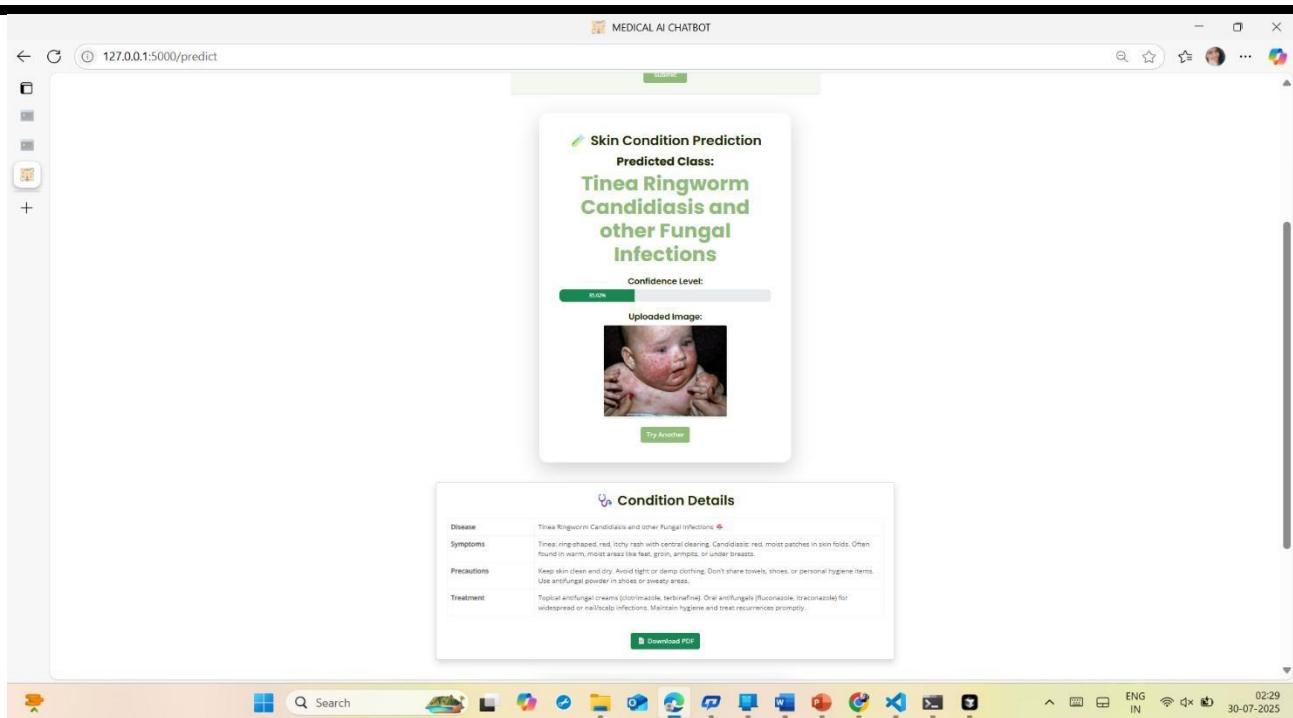 MEDICAL AI CHATBOT
127.0.0.1:5000/predict
Submit
Skin Condition Prediction
Predicted Class:
Tinea Ringworm
Candidiasis and
other Fungal
Infections
Confidence Level:
Uploaded Image:
Try Another
Condition Details
Disease Tinea Ringworm Candidiasis and other Fungal Infections
Symptoms Tinea: ring-shaped, red, itchy rash with central clearing. Candidiasis: red, moist patches in skin folds. Often
found in warm, moist areas like feet, groin, armpits, or under breasts.
Precautions Keep skin clean and dry. Avoid tight or damp clothing. Don't share towels, shoes, or personal hygiene items.
Use antifungal powder in shoes or sweaty areas.
Treatment Topical antifungal creams (clotrimazole, terbinafine). Oral antifungals (fluconazole, itraconazole) for
widespread or nail/scalp infections. Maintain hygiene and treat recurrences promptly.
Download PDF
Search
ENG
IN
02:29
30-07-2025